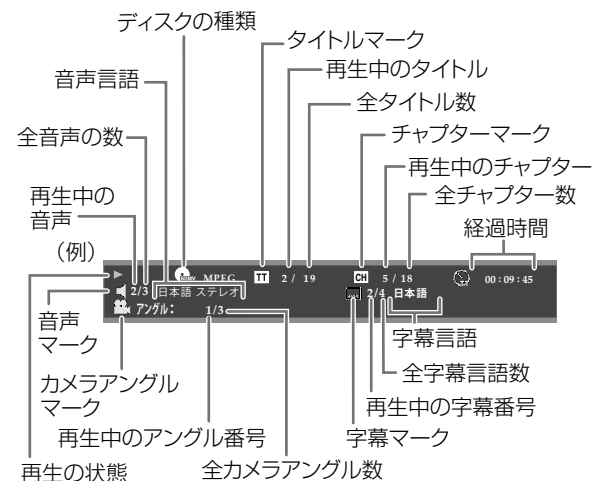 ディスクの種類
タイトルマーク
音声言語
再生中のタイトル
全タイトル数
全音声の数
チャプターマーク
再生中のチャプター
再生中の
音声
全チャプター数
(例)
経過時間
MPEG TT 2 / 19 CH 5 / 18 00:09:45
2/3 日本語 ステレオ 2/4 日本語
アングル: 1/3
音声
マーク
字幕言語
カメラアングル
マーク
全字幕言語数
再生中の字幕番号
再生中のアングル番号
字幕マーク
再生の状態
全カメラアングル数